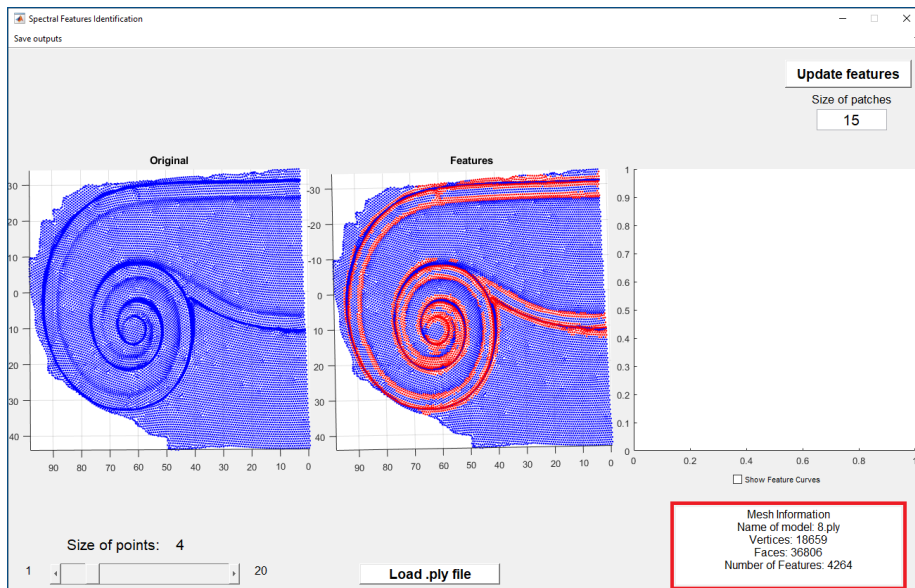 Spectral Features Identification
Save outputs
Update features
Size of patches
15
Original
Features
30
20
10
0
10
20
30
40
90 80 70 60 50 40 30 20 10 0
-30
-20
-10
0
10
20
30
40
90 80 70 60 50 40 30 20 10 0
1
0.9
0.8
0.7
0.6
0.5
0.4
0.3
0.2
0.1
0
0 0.2 0.4 0.6 0.8 1
Show Feature Curves
Mesh Information
Name of model: 8.ply
Vertices: 18659
Faces: 36806
Number of Features: 4264
Size of points: 4
1 20
Load .ply file